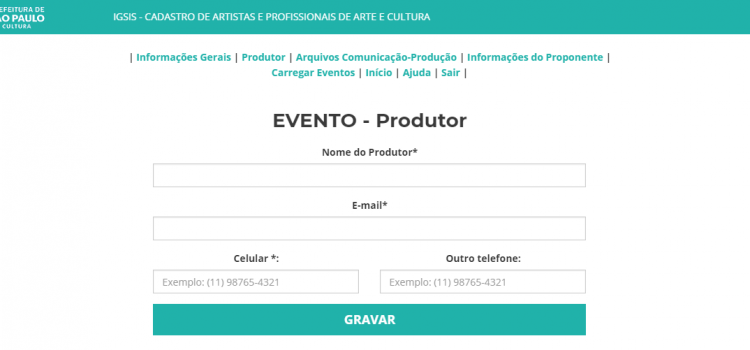 PREFEITURA DE
SÃO PAULO
CULTURA
IGSIS - CADASTRO DE ARTISTAS E PROFISSIONAIS DE ARTE E CULTURA
| Informações Gerais | Produtor | Arquivos Comunicação-Produção | Informações do Proponente |
Carregar Eventos | Início | Ajuda | Sair |
EVENTO - Produtor
Nome do Produtor*
E-mail*
Celular *: Outro telefone:
Exemplo: (11) 98765-4321 Exemplo: (11) 98765-4321
GRAVAR